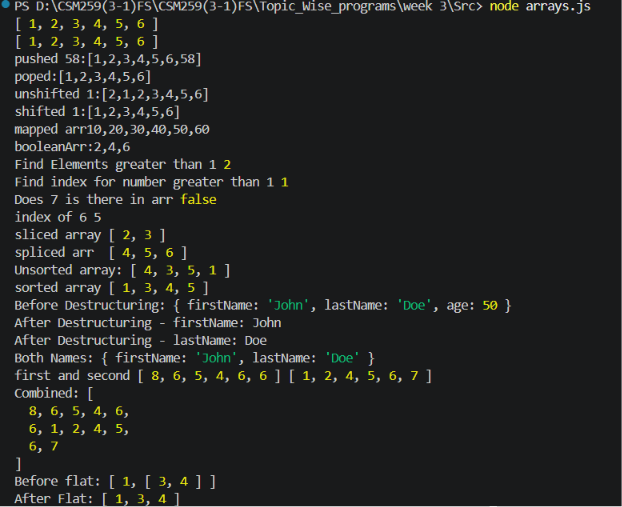 PS D:\CSM259(3-1)FS\CSM259(3-1)FS\Topic_Wise_programs\week 3\Src> node arrays.js
[ 1, 2, 3, 4, 5, 6 ]
[ 1, 2, 3, 4, 5, 6 ]
pushed 58:[1,2,3,4,5,6,58]
poped:[1,2,3,4,5,6]
unshifted 1:[2,1,2,3,4,5,6]
shifted 1:[1,2,3,4,5,6]
mapped arr10,20,30,40,50,60
booleanArr:2,4,6
Find Elements greater than 1 2
Find index for number greater than 1 1
Does 7 is there in arr false
index of 6 5
sliced array [ 2, 3 ]
spliced arr  [ 4, 5, 6 ]
Unsorted array: [ 4, 3, 5, 1 ]
sorted array [ 1, 3, 4, 5 ]
Before Destructuring: { firstName: 'John', lastName: 'Doe', age: 50 }
After Destructuring - firstName: John
After Destructuring - lastName: Doe
Both Names: { firstName: 'John', lastName: 'Doe' }
first and second [ 8, 6, 5, 4, 6, 6 ] [ 1, 2, 4, 5, 6, 7 ]
Combined: [
  8, 6, 5, 4, 6,
  6, 1, 2, 4, 5,
  6, 7
]
Before flat: [ 1, [ 3, 4 ] ]
After Flat: [ 1, 3, 4 ]